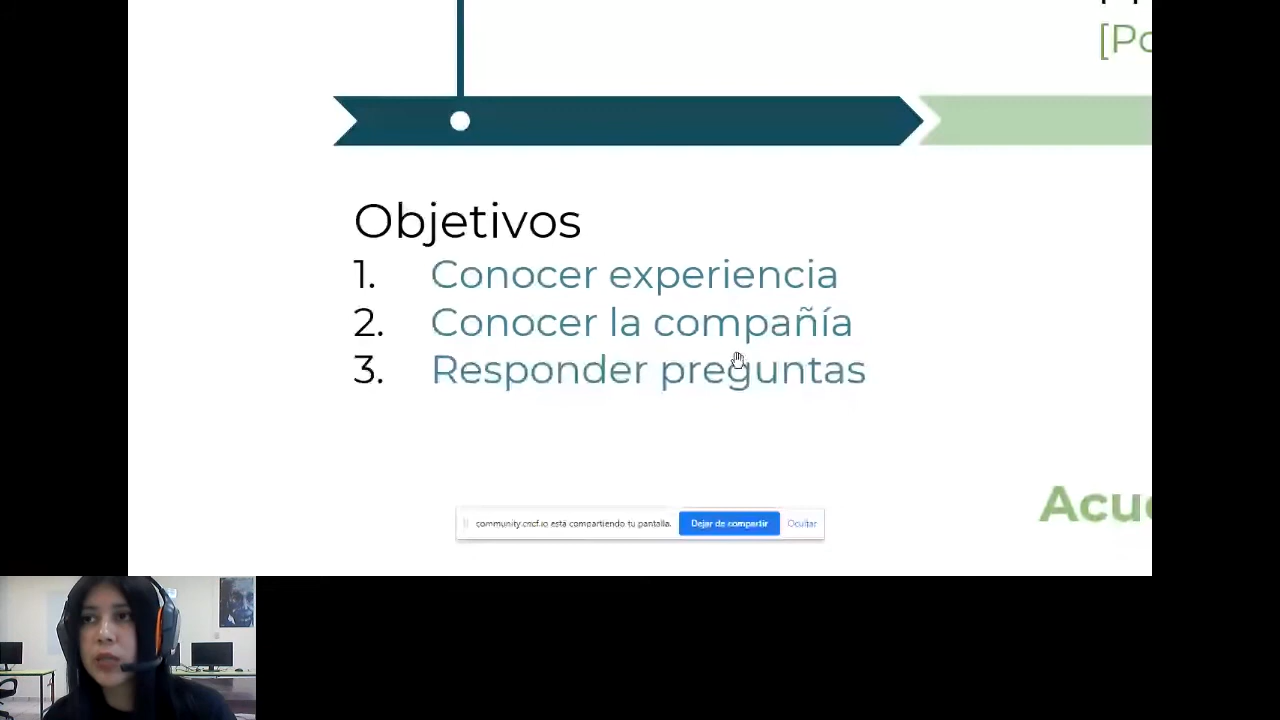 [Po
Objetivos
1. Conocer experiencia
2. Conocer la compañía
3. Responder preguntas
Acue
community.cncf.io está compartiendo tu pantalla. Dejar de compartir Ocultar